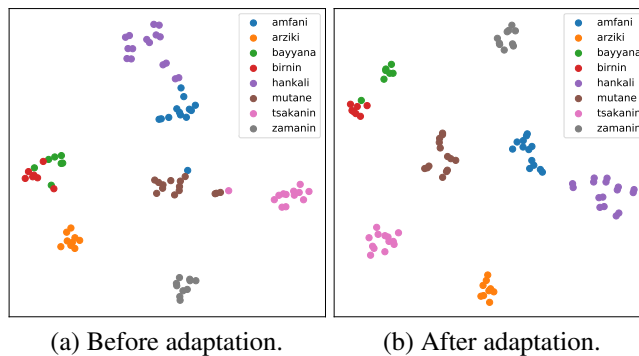 amfani
arziki
bayyana
birnin
hankali
mutane
tsakanin
zamanin
amfani
arziki
bayyana
birnin
hankali
mutane
tsakanin
zamanin
(a) Before adaptation.
(b) After adaptation.